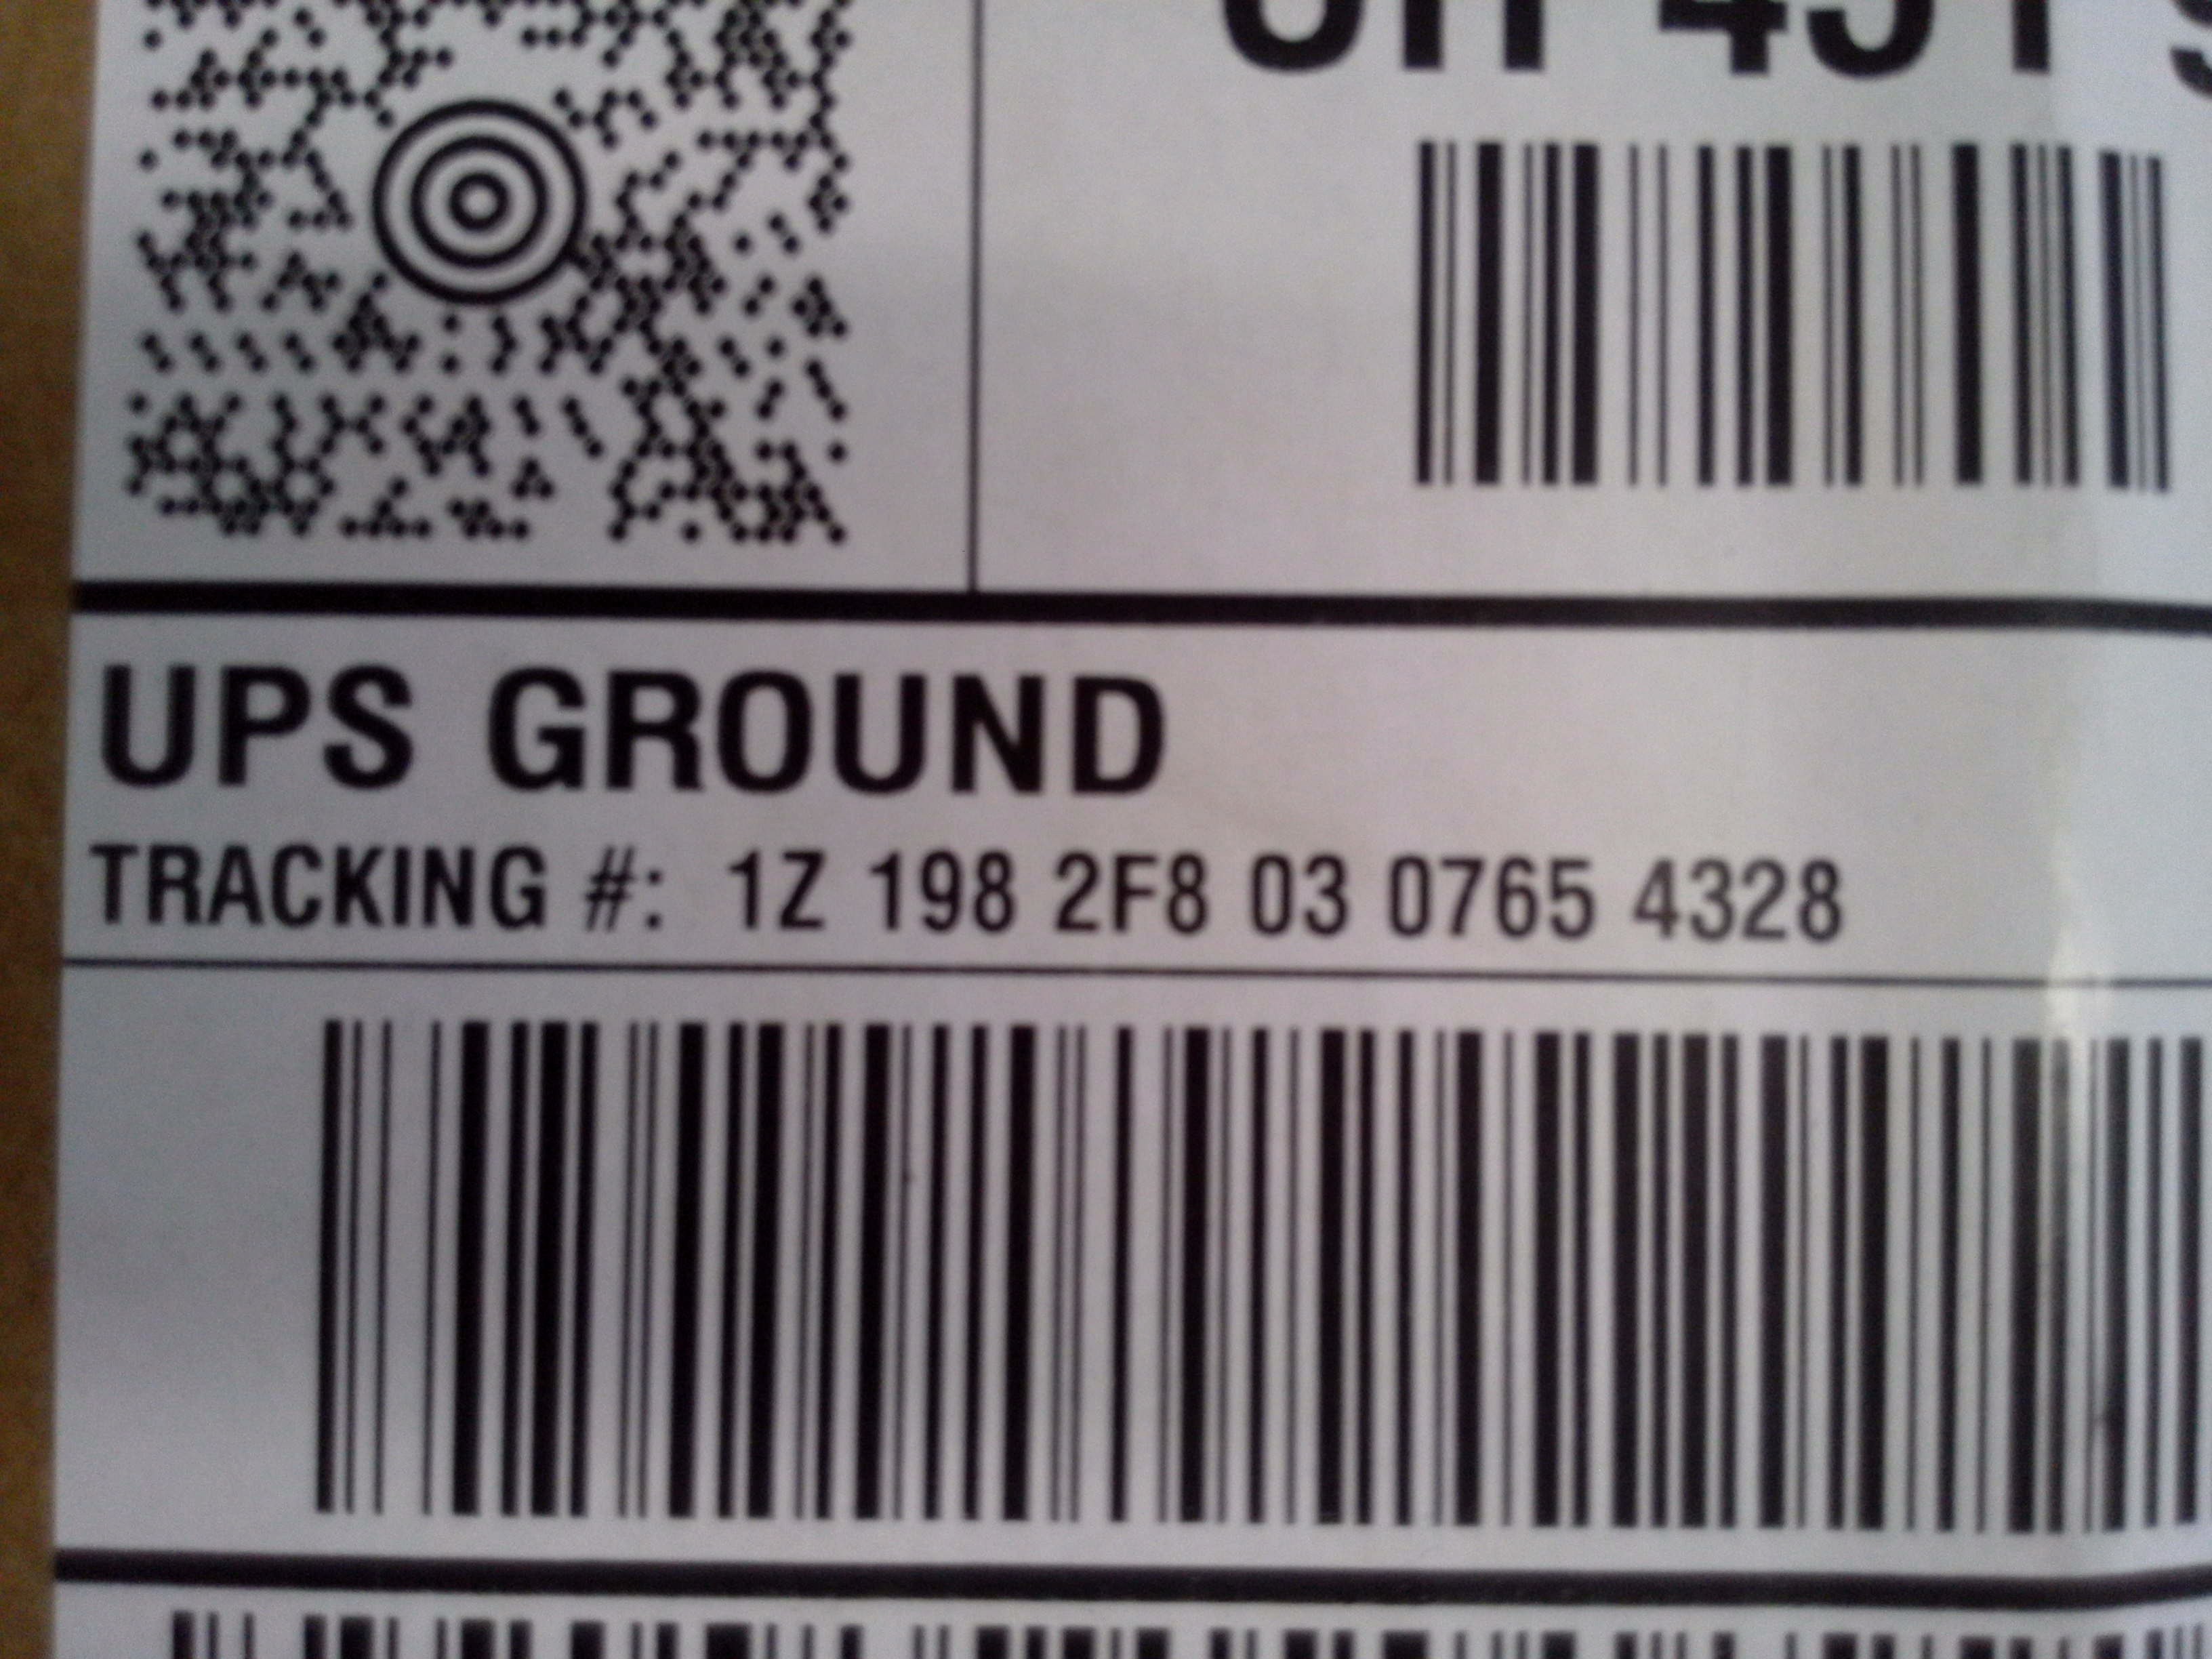 UPS GROUND
TRACKING #: 1Z 198 2F8 03 0765 4328